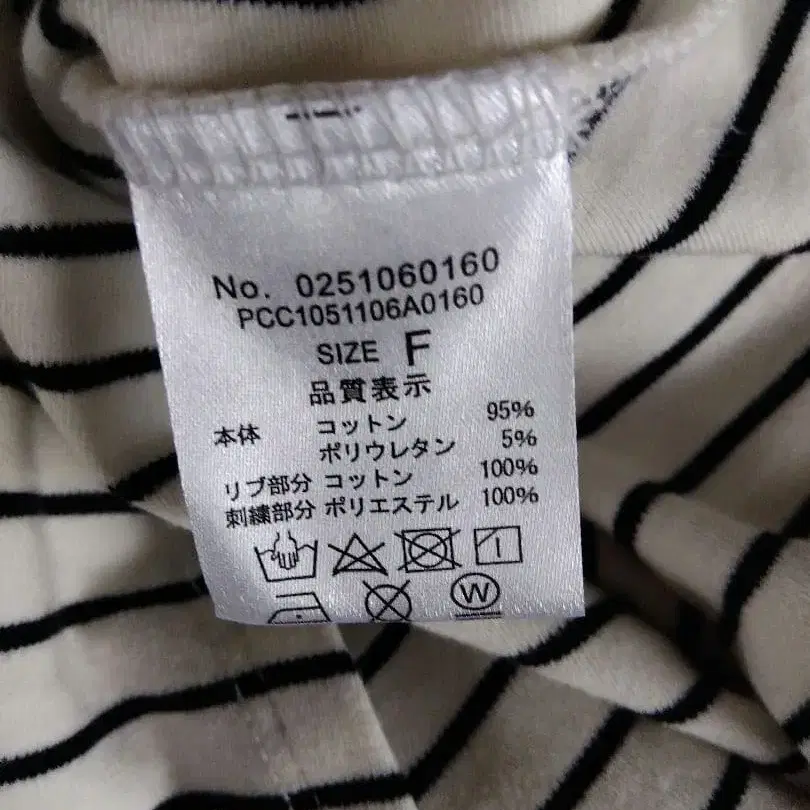 No. 0251060160
PCC1051106A0160
SIZE F
品質表示
本体 コットン 95%
ポリウレタン 5%
リブ部分 コットン 100%
刺繍部分 ポリエステル 100%
W